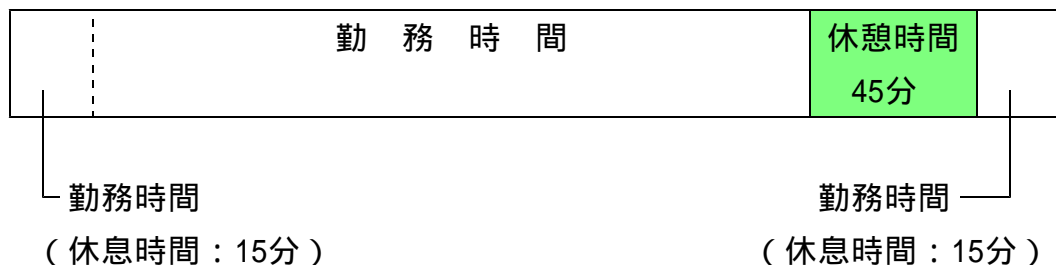 勤 務 時 間
休憩時間
45分
勤務時間
(休息時間：15分)
勤務時間
(休息時間：15分)